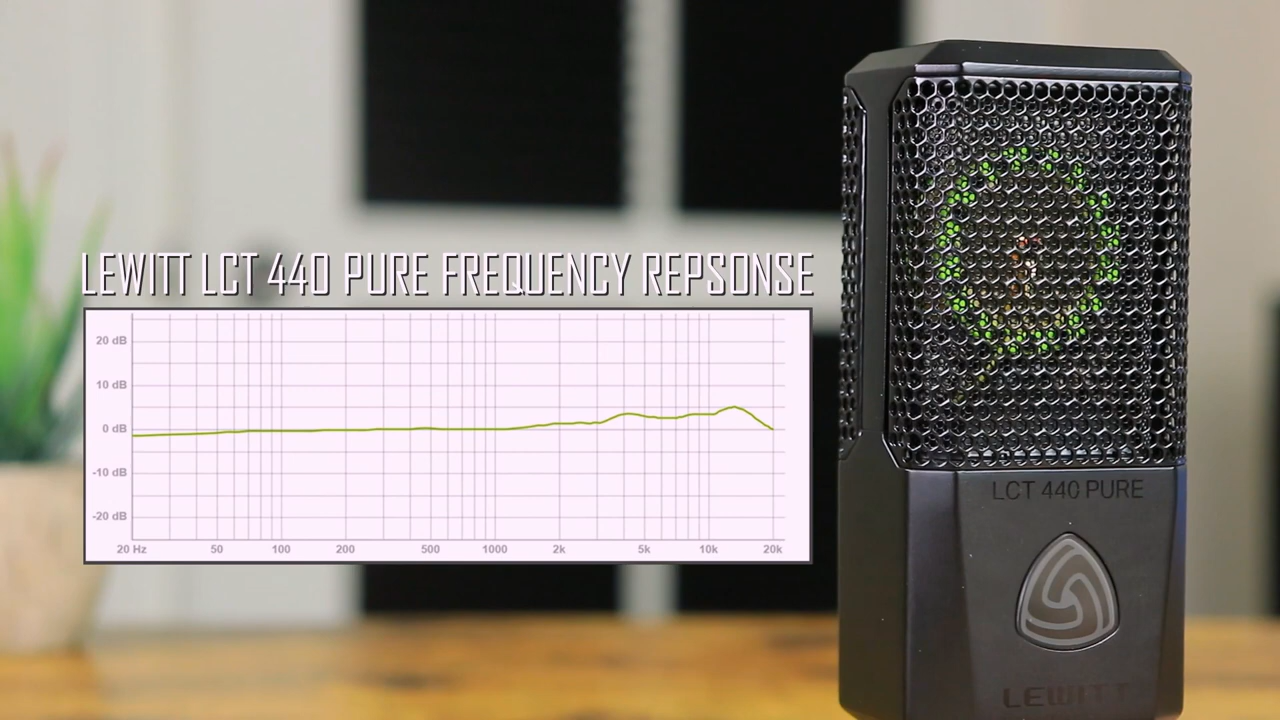 LEWITT LCT 440 PURE FREQUENCY REPSONSE
20 dB
10 dB
0 dB
-10 dB
-20 dB
20 Hz 50 100 200 500 1000 2k 5k 10k 20k
LCT 440 PURE
LEWITT